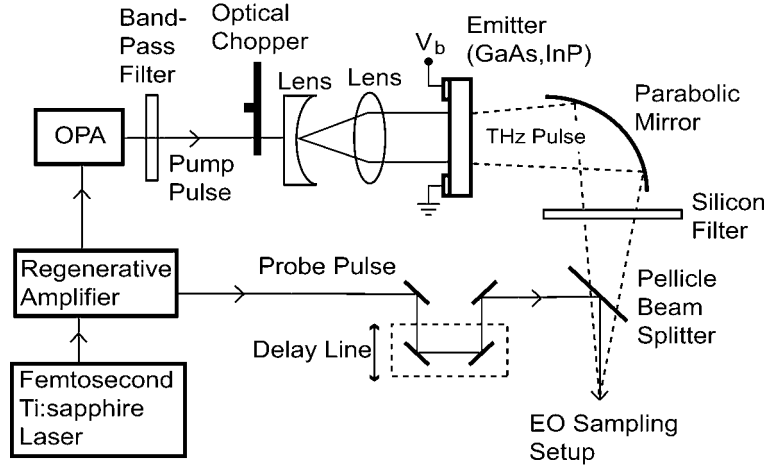 Band-
Pass
Filter
Optical
Chopper
Lens
Lens
V_b
Emitter
(GaAs,InP)
Parabolic
Mirror
OPA
Pump
Pulse
THz Pulse
Silicon
Filter
Regenerative
Amplifier
Probe Pulse
Pellicle
Beam
Splitter
Delay Line
Femtosecond
Ti:sapphire
Laser
EO Sampling
Setup